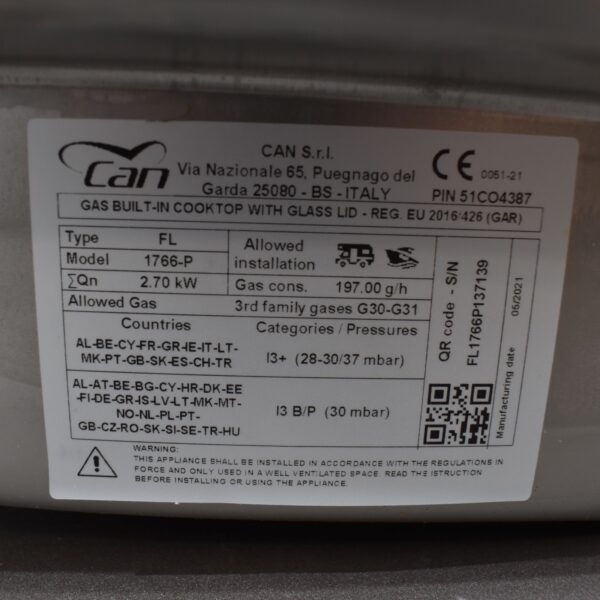 Can
CAN S.r.l.
Via Nazionale 65, Puegnago del
Garda 25080 - BS - ITALY
CE 0051-21
PIN 51CO4387
GAS BUILT-IN COOKTOP WITH GLASS LID - REG. EU 2016/426 (GAR)
Type FL
Model 1766-P
∑Qn 2.70 kW
Allowed
installation
Gas cons. 197.00 g/h
Allowed Gas 3rd family gases G30-G31
Countries Categories / Pressures
AL-BE-CY-FR-GR-IE-IT-LT-
MK-PT-GB-SK-ES-CH-TR
I3+ (28-30/37 mbar)
AL-AT-BE-BG-CY-HR-DK-EE
-FI-DE-GR-IS-LV-LT-MK-MT-
NO-NL-PL-PT-
GB-CZ-RO-SK-SI-SE-TR-HU
I3 B/P (30 mbar)
QR code - S/N
FL1766P137139
Manufacturing date 05/2021
WARNING:
THIS APPLIANCE SHALL BE INSTALLED IN ACCORDANCE WITH THE REGULATIONS IN
FORCE AND ONLY USED IN A WELL VENTILATED SPACE. READ THE ISTRUCTION
BEFORE INSTALLING OR USING THE APPLIANCE.